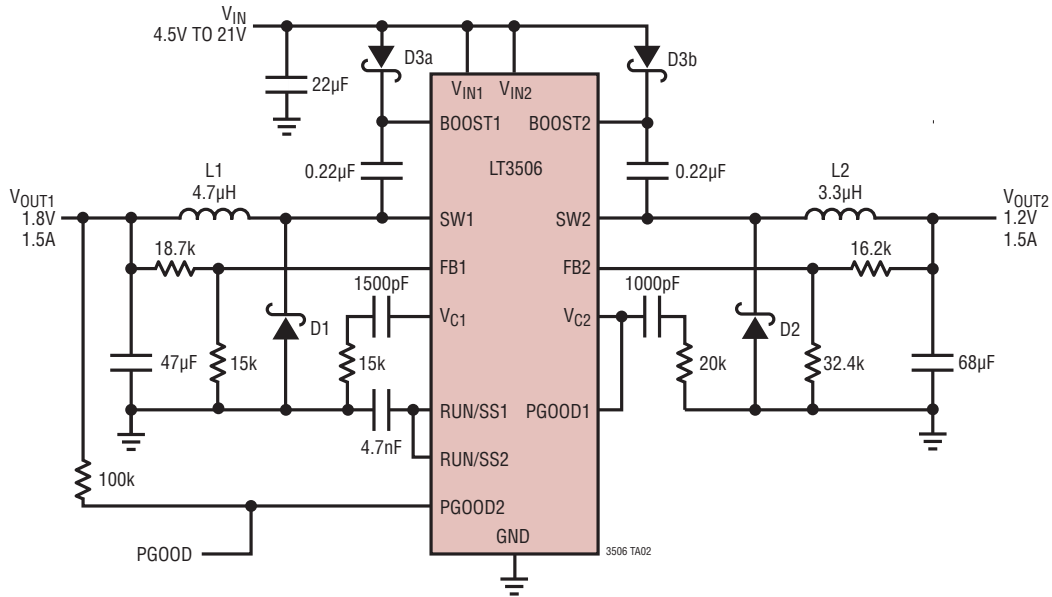 VIN
4.5V TO 21V
22µF
D3a
D3b
VIN1 VIN2
BOOST1 BOOST2
LT3506
0.22µF
0.22µF
L1
4.7µH
L2
3.3µH
VOUT1
1.8V
1.5A
SW1 SW2
VOUT2
1.2V
1.5A
18.7k
16.2k
FB1 FB2
1500pF
1000pF
VC1 VC2
D1
D2
47µF
15k
15k
20k
32.4k
68µF
RUN/SS1 PGOOD1
4.7nF
RUN/SS2
100k
PGOOD2
GND
PGOOD
3506 TA02